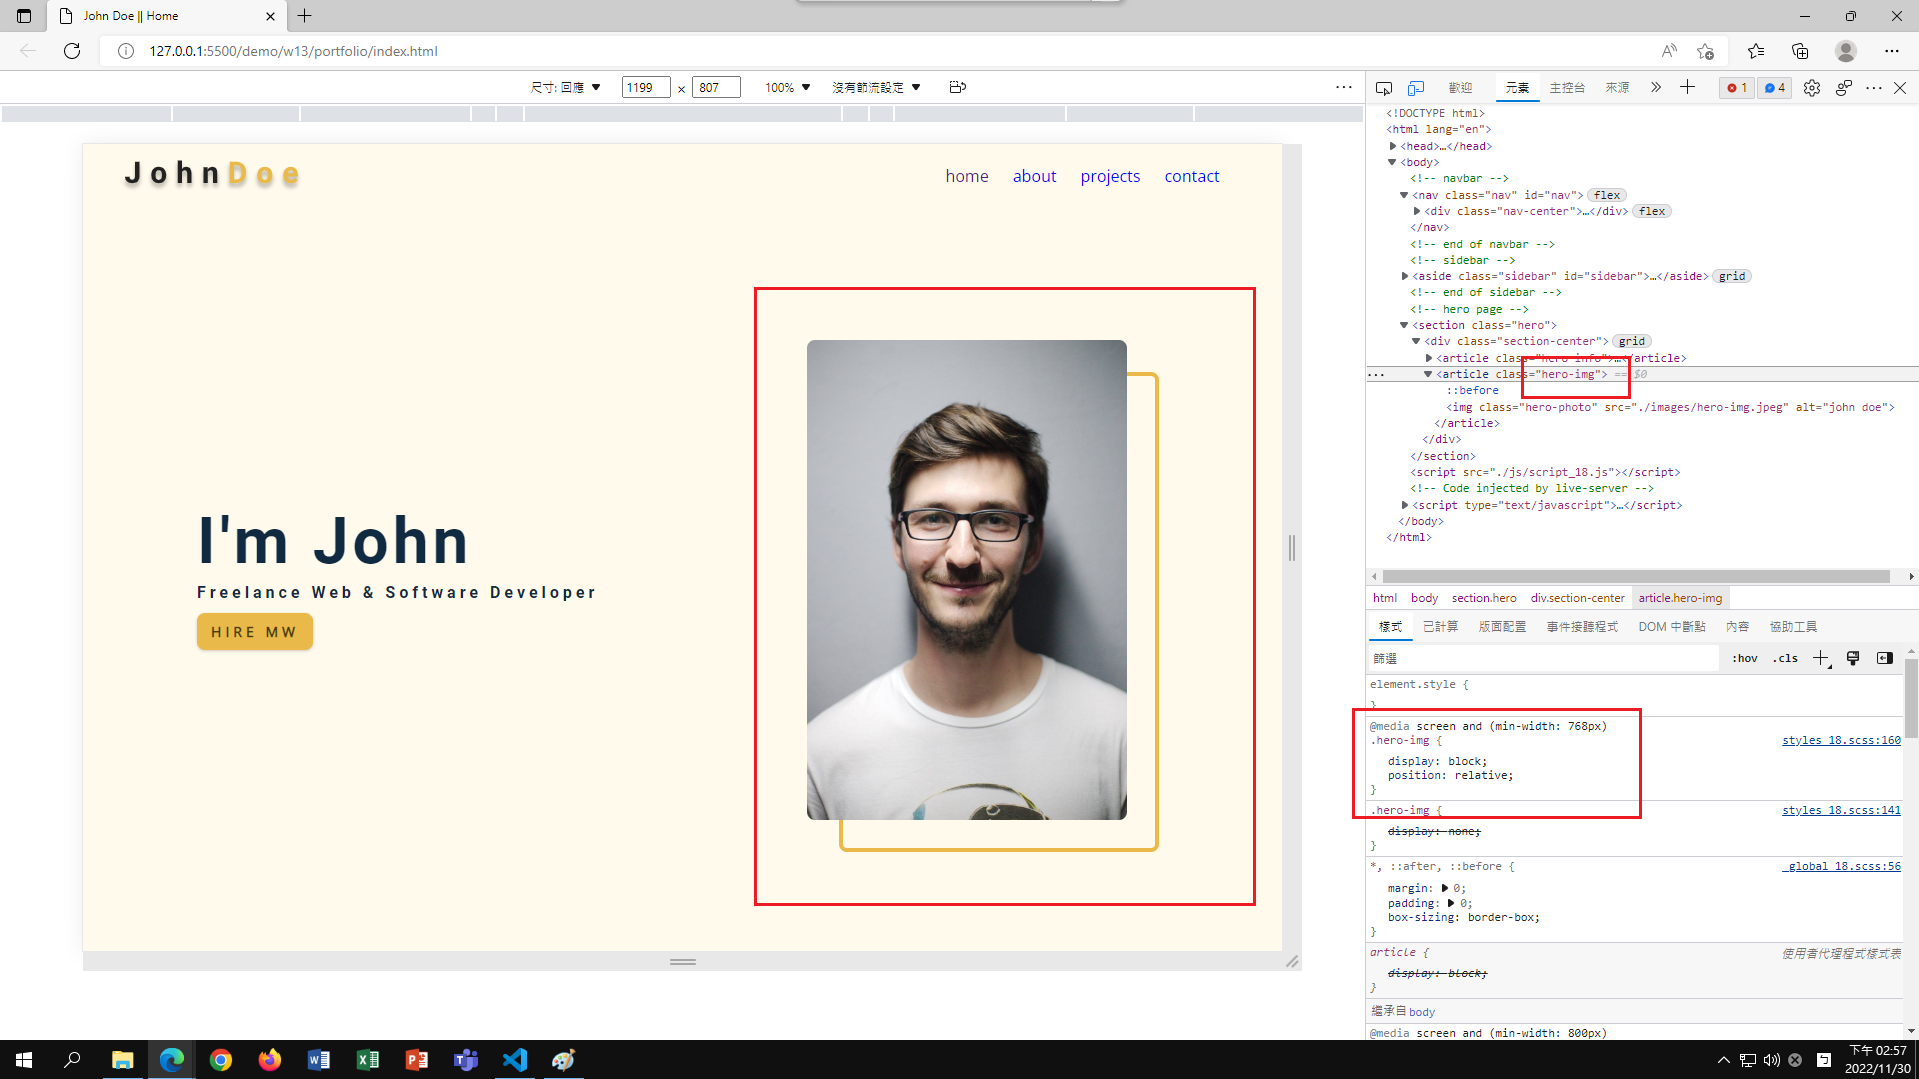 John Doe || Home
127.0.0.1:5500/demo/w13/portfolio/index.html
尺寸: 回應 1199 × 807 100% 沒有節流設定
JohnDoe
home about projects contact
I'm John
Freelance Web & Software Developer
HIRE MW
歡迎 元素 主控台 來源 1 4
<!DOCTYPE html>
<html lang="en">
<head>…</head>
<body>
<!-- navbar -->
<nav class="nav" id="nav"> flex
<div class="nav-center">…</div> flex
</nav>
<!-- end of navbar -->
<!-- sidebar -->
<aside class="sidebar" id="sidebar">…</aside> grid
<!-- end of sidebar -->
<!-- hero page -->
<section class="hero">
<div class="section-center"> grid
<article class="hero-info">…</article>
<article class="hero-img"> == $0
::before
<img class="hero-photo" src="./images/hero-img.jpeg" alt="john doe">
</article>
</div>
</section>
<script src="./js/script_18.js"></script>
<!-- Code injected by live-server -->
<script type="text/javascript">…</script>
</body>
</html>
html body section.hero div.section-center article.hero-img
樣式 已計算 版面配置 事件接聽程式 DOM 中斷點 內容 協助工具
篩選 :hov .cls
element.style {
}
@media screen and (min-width: 768px)
.hero-img { styles_18.scss:160
display: block;
position: relative;
}
.hero-img { styles_18.scss:141
display: none;
}
*, ::after, ::before { _global_18.scss:56
margin: 0;
padding: 0;
box-sizing: border-box;
}
article { 使用者代理程式樣式表
display: block;
}
繼承自 body
@media screen and (min-width: 800px)
下午 02:57
2022/11/30